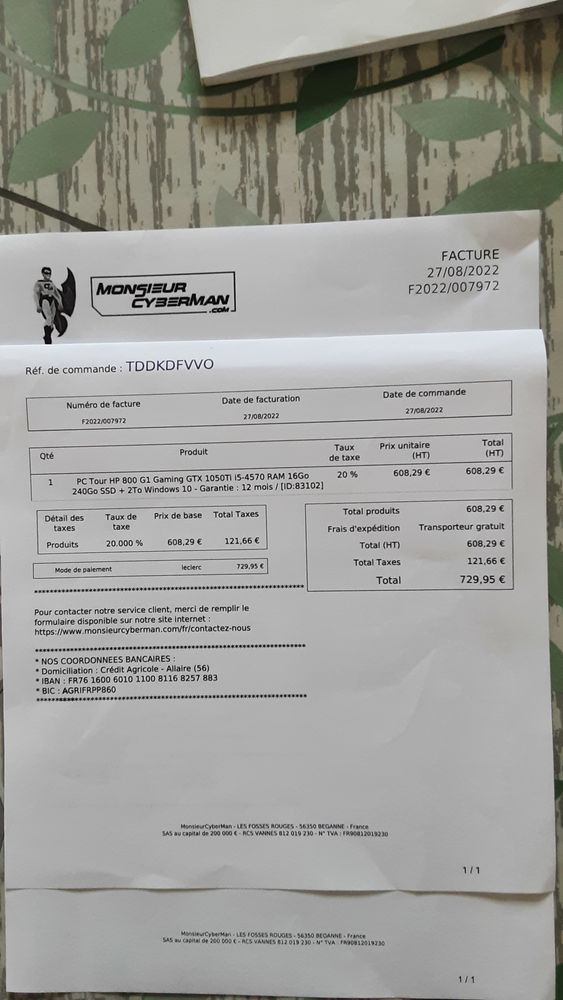 MONSIEUR
CYBERMAN
.COM
FACTURE
27/08/2022
F2022/007972
Réf. de commande : TDDKDFVVO
Numéro de facture Date de facturation Date de commande
F2022/007972 27/08/2022 27/08/2022
Qté Produit Taux de taxe Prix unitaire (HT) Total (HT)
1 PC Tour HP 800 G1 Gaming GTX 1050Ti i5-4570 RAM 16Go 20 % 608,29 € 608,29 €
240Go SSD + 2To Windows 10 - Garantie : 12 mois / [ID:83102]
Détail des taxes Taux de taxe Prix de base Total Taxes
Produits 20.000 % 608,29 € 121,66 €
Mode de paiement leclerc 729,95 €
Total produits 608,29 €
Frais d'expédition Transporteur gratuit
Total (HT) 608,29 €
Total Taxes 121,66 €
Total 729,95 €
Pour contacter notre service client, merci de remplir le
formulaire disponible sur notre site internet :
https://www.monsieurcyberman.com/fr/contactez-nous
* NOS COORDONNEES BANCAIRES :
* Domiciliation : Crédit Agricole - Allaire (56)
* IBAN : FR76 1600 6010 1100 8116 8257 883
* BIC : AGRIFRPP860
MonsieurCyberMan - LES FOSSES ROUGES - 56350 BEGANNE - France
SAS au capital de 200 000 € - RCS VANNES 812 019 230 - N° TVA : FR90812019230
1 / 1
MonsieurCyberMan - LES FOSSES ROUGES - 56350 BEGANNE - France
SAS au capital de 200 000 € - RCS VANNES 812 019 230 - N° TVA : FR90812019230
1 / 1